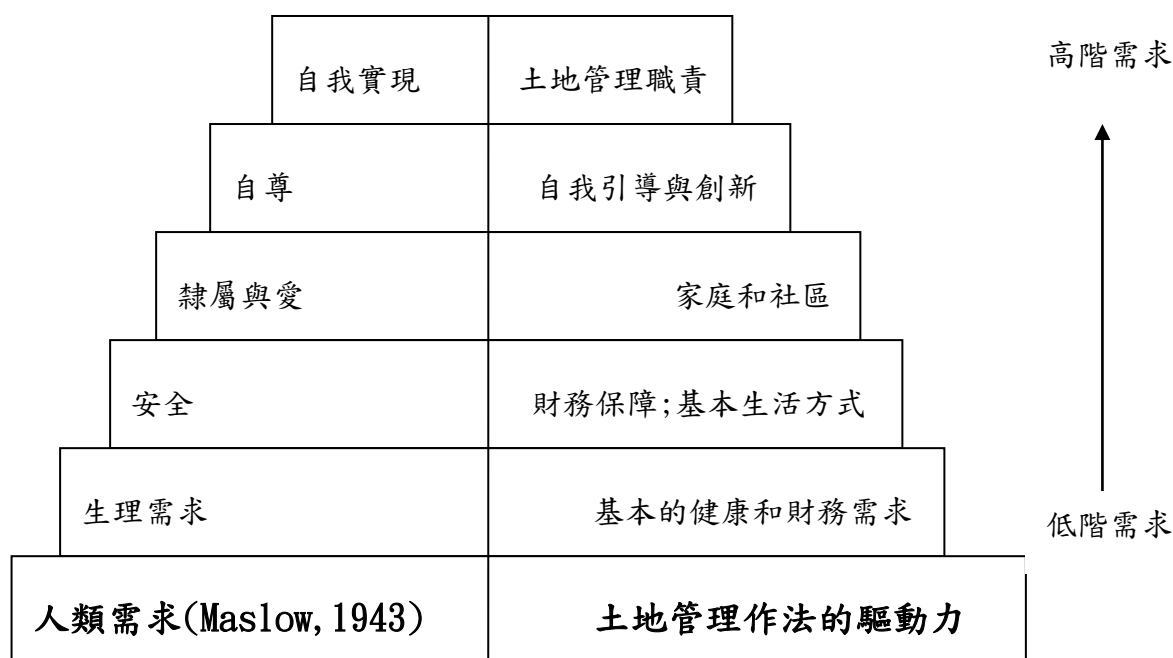 自我實現 土地管理職責 高階需求
自尊 自我引導與創新
隸屬與愛 家庭和社區
安全 財務保障;基本生活方式
生理需求 基本的健康和財務需求
低階需求
人類需求(Maslow,1943) 土地管理作法的驅動力